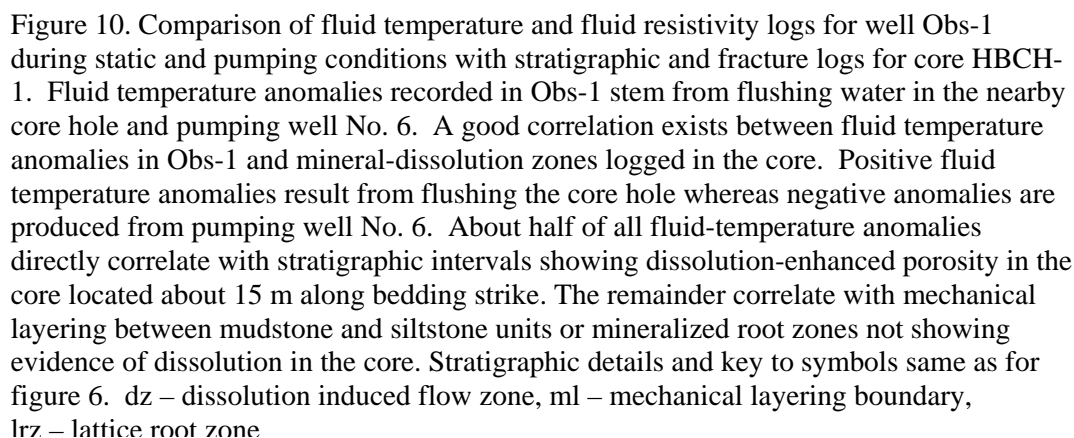 Figure 10. Comparison of fluid temperature and fluid resistivity logs for well Obs-1
during static and pumping conditions with stratigraphic and fracture logs for core HBCH-
1.  Fluid temperature anomalies recorded in Obs-1 stem from flushing water in the nearby
core hole and pumping well No. 6.  A good correlation exists between fluid temperature
anomalies in Obs-1 and mineral-dissolution zones logged in the core.  Positive fluid
temperature anomalies result from flushing the core hole whereas negative anomalies are
produced from pumping well No. 6.  About half of all fluid-temperature anomalies
directly correlate with stratigraphic intervals showing dissolution-enhanced porosity in the
core located about 15 m along bedding strike. The remainder correlate with mechanical
layering between mudstone and siltstone units or mineralized root zones not showing
evidence of dissolution in the core. Stratigraphic details and key to symbols same as for
figure 6.  dz – dissolution induced flow zone, ml – mechanical layering boundary,
lrz – lattice root zone